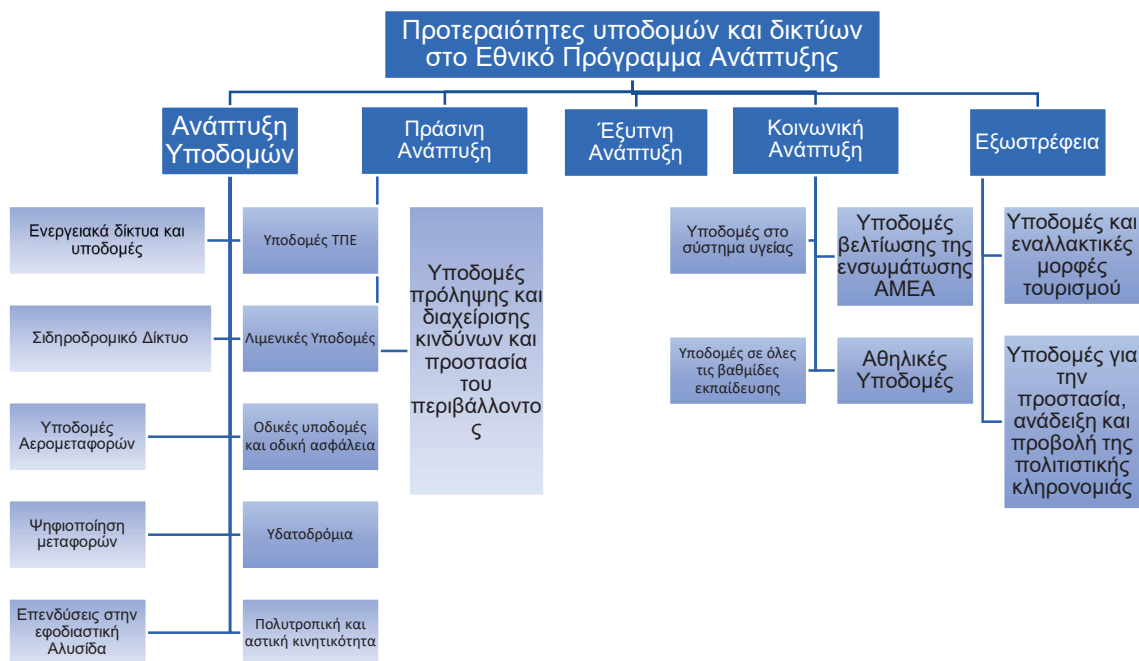 Προτεραιότητες υποδομών και δικτύων
στο Εθνικό Πρόγραμμα Ανάπτυξης
Ανάπτυξη
Υποδομών
Πράσινη
Ανάπτυξη
Έξυπνη
Ανάπτυξη
Κοινωνική
Ανάπτυξη
Εξωστρέφεια
Ενεργειακά δίκτυα και
υποδομές
Υποδομές ΤΠΕ
Σιδηροδρομικό Δίκτυο
Λιμενικές Υποδομές
Υποδομές
Αερομεταφορών
Οδικές υποδομές
και οδική ασφάλεια
Ψηφιοποίηση
μεταφορών
Υδατοδρόμια
Επενδύσεις στην
εφοδιαστική
Αλυσίδα
Πολυτροπική και
αστική κινητικότητα
Υποδομές
πρόληψης και
διαχείρισης
κινδύνων και
προστασία
του
περιβάλλοντο
ς
Υποδομές στο
σύστημα υγείας
Υποδομές
βελτίωσης της
ενσωμάτωσης
ΑΜΕΑ
Υποδομές σε όλες
τις βαθμίδες
εκπαίδευσης
Αθηλικές
Υποδομές
Υποδομές και
εναλλακτικές
μορφές
τουρισμού
Υποδομές για
την
προστασία,
ανάδειξη και
προβολή της
πολιτιστικής
κληρονομιάς